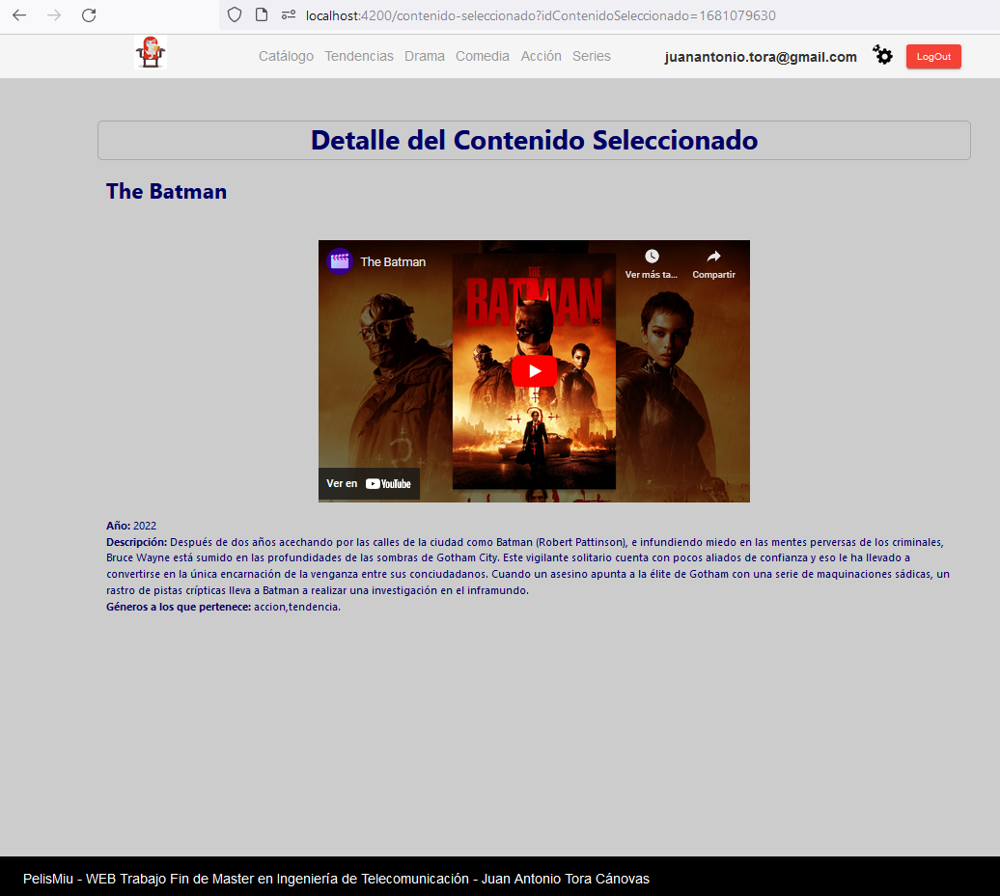 localhost:4200/contenido-seleccionado?idContenidoSeleccionado=1681079630
Catálogo Tendencias Drama Comedia Acción Series juanantonio.tora@gmail.com LogOut
Detalle del Contenido Seleccionado
The Batman
The Batman
Ver más ta... Compartir
THE
BATMAN
DC
Ver en YouTube
Año: 2022
Descripción: Después de dos años acechando por las calles de la ciudad como Batman (Robert Pattinson), e infundiendo miedo en las mentes perversas de los criminales,
Bruce Wayne está sumido en las profundidades de las sombras de Gotham City. Este vigilante solitario cuenta con pocos aliados de confianza y eso le ha llevado a
convertirse en la única encarnación de la venganza entre sus conciudadanos. Cuando un asesino apunta a la élite de Gotham con una serie de maquinaciones sádicas, un
rastro de pistas crípticas lleva a Batman a realizar una investigación en el inframundo.
Géneros a los que pertenece: accion,tendencia.
PelisMiu - WEB Trabajo Fin de Master en Ingeniería de Telecomunicación - Juan Antonio Tora Cánovas